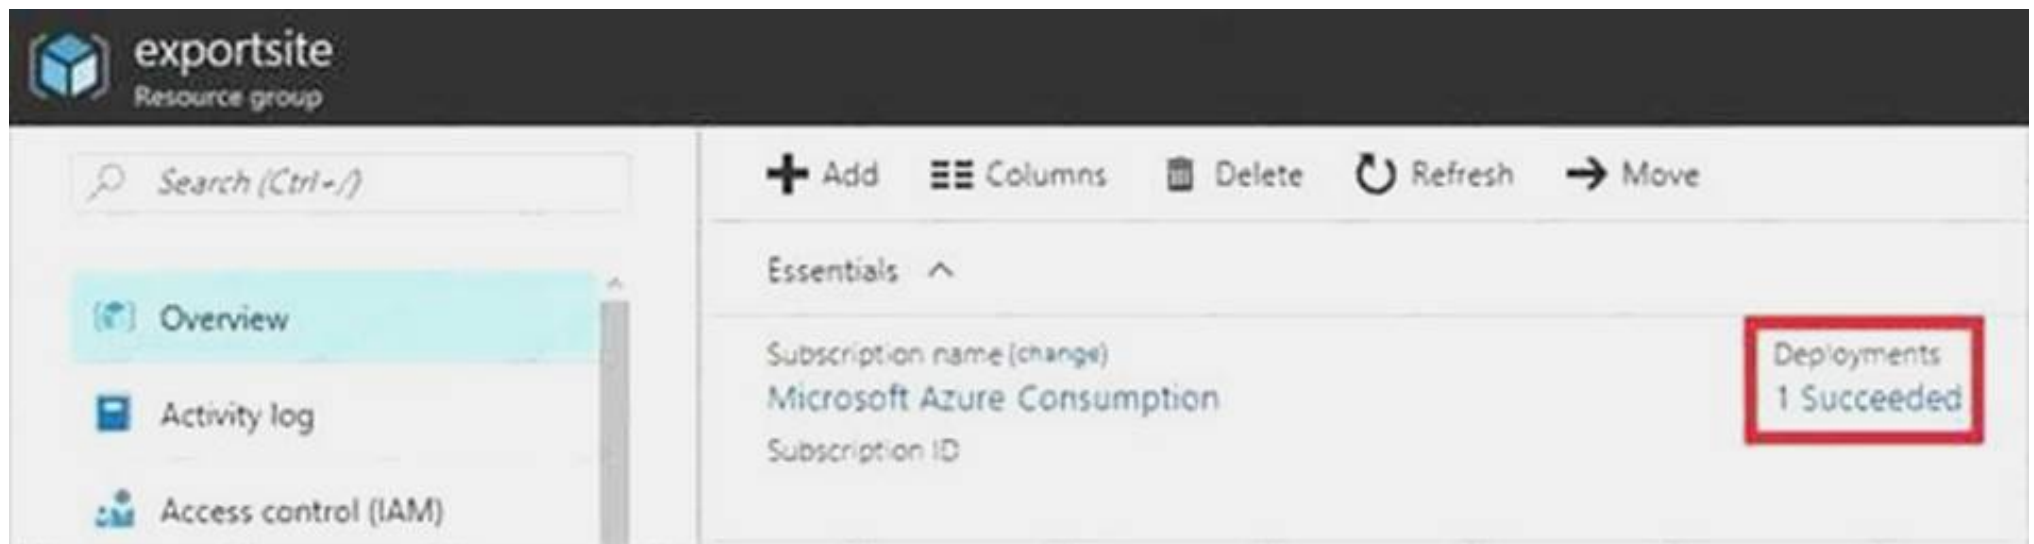 exportsite
Resource group
Search (Ctrl+/)
Add Columns Delete Refresh Move
Essentials
Overview
Subscription name (change)
Deployments
Microsoft Azure Consumption
1 Succeeded
Activity log
Subscription ID
Access control (IAM)